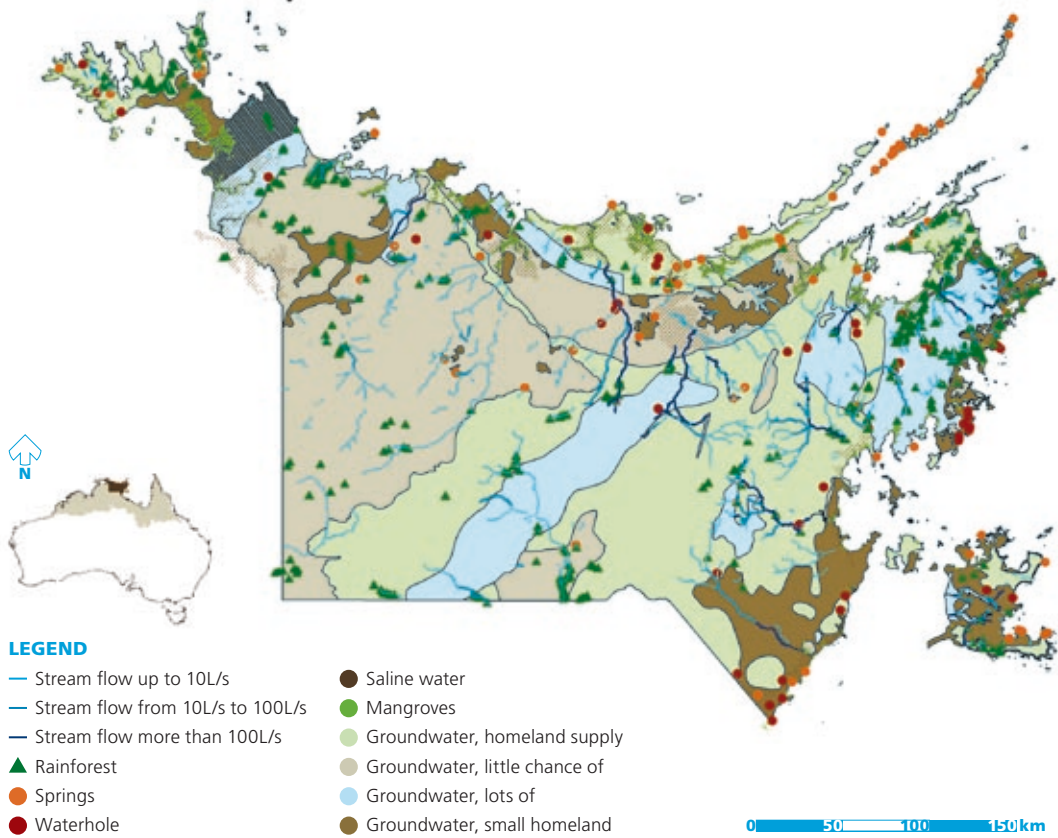 N
LEGEND
Stream flow up to 10L/s
Stream flow from 10L/s to 100L/s
Stream flow more than 100L/s
Rainforest
Springs
Waterhole
Saline water
Mangroves
Groundwater, homeland supply
Groundwater, little chance of
Groundwater, lots of
Groundwater, small homeland
0 50 100 150 km